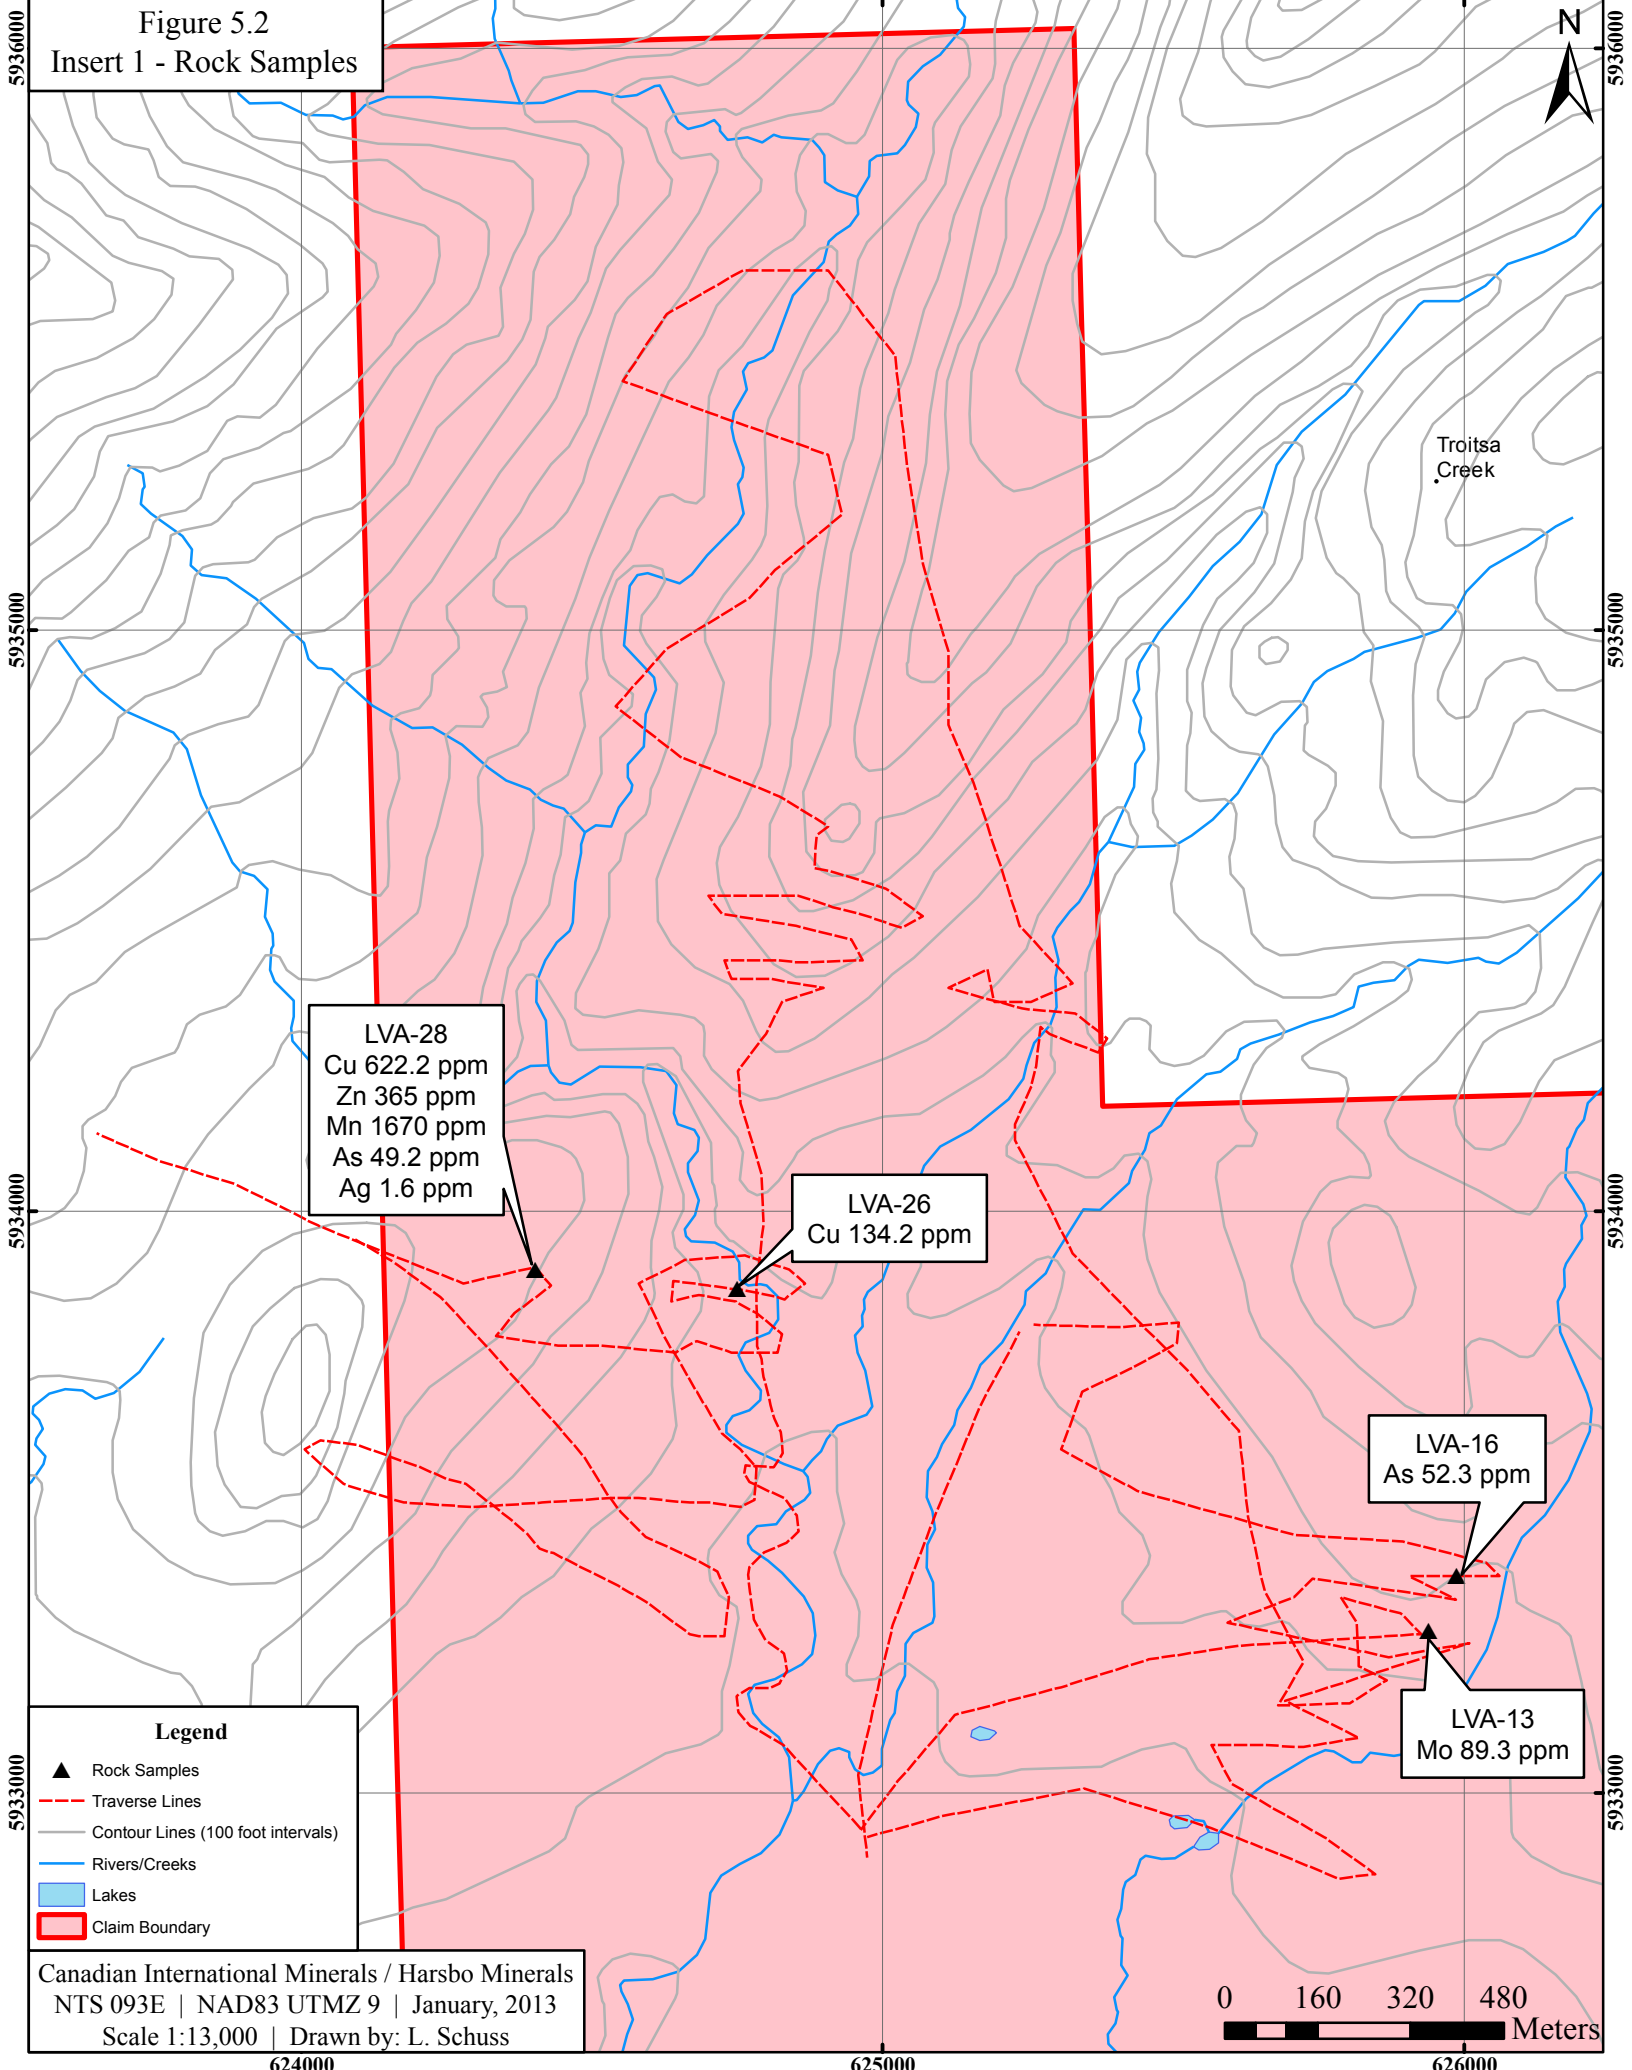 Figure 5.2
Insert 1 - Rock Samples
N
5936000
5936000
Troitsa
Creek
5935000
5935000
LVA-28
Cu 622.2 ppm
Zn 365 ppm
Mn 1670 ppm
As 49.2 ppm
Ag 1.6 ppm
LVA-26
Cu 134.2 ppm
5934000
5934000
LVA-16
As 52.3 ppm
LVA-13
Mo 89.3 ppm
5933000
5933000
Legend
Rock Samples
Traverse Lines
Contour Lines (100 foot intervals)
Rivers/Creeks
Lakes
Claim Boundary
Canadian International Minerals / Harsbo Minerals
NTS 093E | NAD83 UTMZ 9 | January, 2013
Scale 1:13,000 | Drawn by: L. Schuss
0 160 320 480
Meters
624000 625000 626000